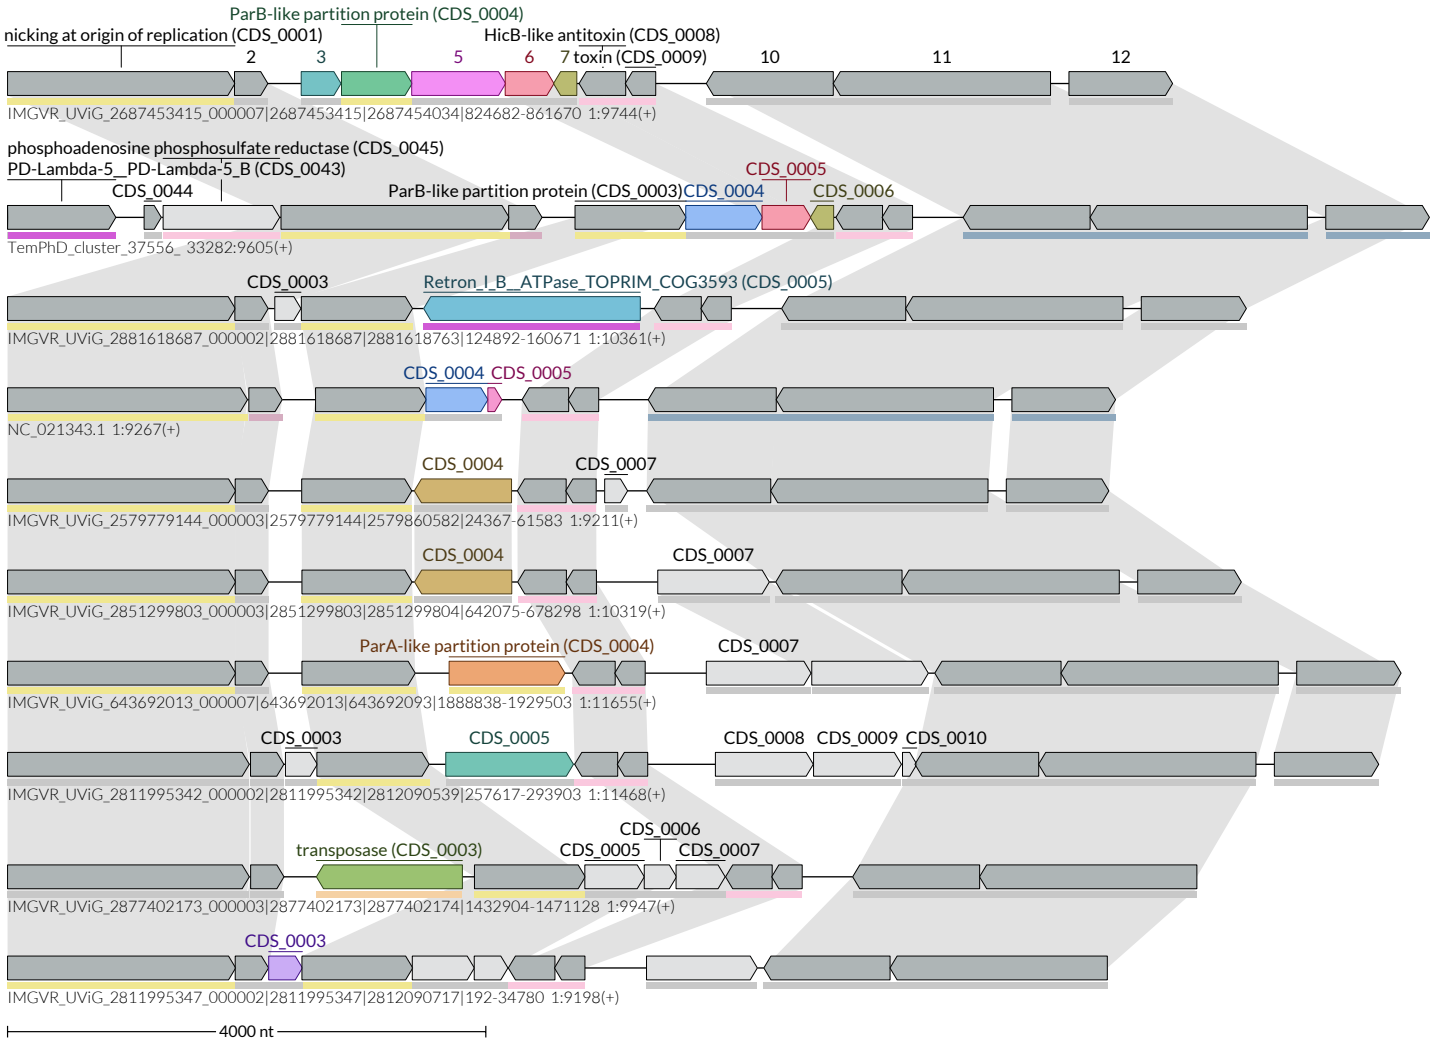 ParB-like partition protein (CDS_0004)
nicking at origin of replication (CDS_0001) HicB-like antitoxin (CDS_0008)
2 3 5 6 7 toxin (CDS_0009) 10 11 12
IMGVR_UViG_2687453415_000007|2687453415|2687454034|824682-861670 1:9744(+)
phosphoadenosine phosphosulfate reductase (CDS_0045)
PD-Lambda-5__PD-Lambda-5_B (CDS_0043) CDS_0005
CDS_0044 ParB-like partition protein (CDS_0003) CDS_0004 CDS_0006
TemPhD_cluster_37556_ 33282:9605(+)
CDS_0003 Retron_I_B__ATPase_TOPRIM_COG3593 (CDS_0005)
IMGVR_UViG_2881618687_000002|2881618687|2881618763|124892-160671 1:10361(+)
CDS_0004 CDS_0005
NC_021343.1 1:9267(+)
CDS_0004 CDS_0007
IMGVR_UViG_2579779144_000003|2579779144|2579860582|24367-61583 1:9211(+)
CDS_0004 CDS_0007
IMGVR_UViG_2851299803_000003|2851299803|2851299804|642075-678298 1:10319(+)
ParA-like partition protein (CDS_0004) CDS_0007
IMGVR_UViG_643692013_000007|643692013|643692093|1888838-1929503 1:11655(+)
CDS_0003 CDS_0005 CDS_0008 CDS_0009 CDS_0010
IMGVR_UViG_2811995342_000002|2811995342|2812090539|257617-293903 1:11468(+)
CDS_0006
transposase (CDS_0003) CDS_0005 CDS_0007
IMGVR_UViG_2877402173_000003|2877402173|2877402174|1432904-1471128 1:9947(+)
CDS_0003
IMGVR_UViG_2811995347_000002|2811995347|2812090717|192-34780 1:9198(+)
4000 nt